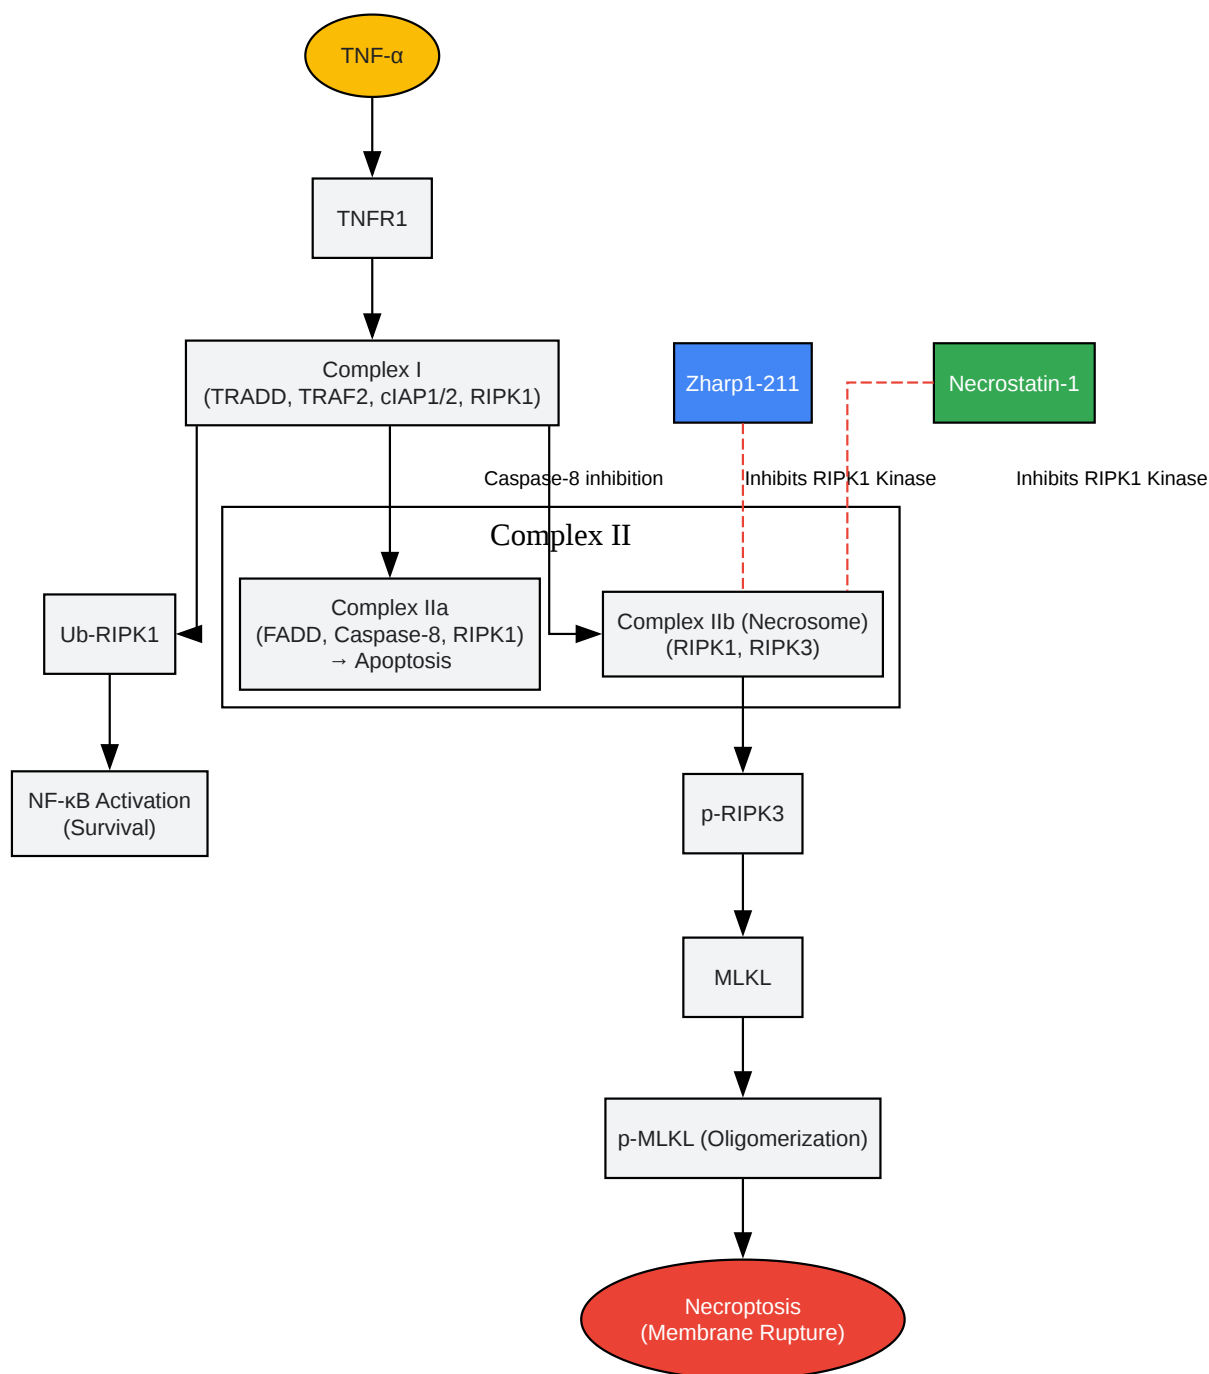 TNF-α
TNFR1
Complex I
(TRADD, TRAF2, cIAP1/2, RIPK1)
Zharp1-211
Necrostatin-1
Caspase-8 inhibition
Inhibits RIPK1 Kinase
Inhibits RIPK1 Kinase
Complex II
Ub-RIPK1
Complex IIa
(FADD, Caspase-8, RIPK1)
→ Apoptosis
Complex IIb (Necrosome)
(RIPK1, RIPK3)
NF-κB Activation
(Survival)
p-RIPK3
MLKL
p-MLKL (Oligomerization)
Necroptosis
(Membrane Rupture)